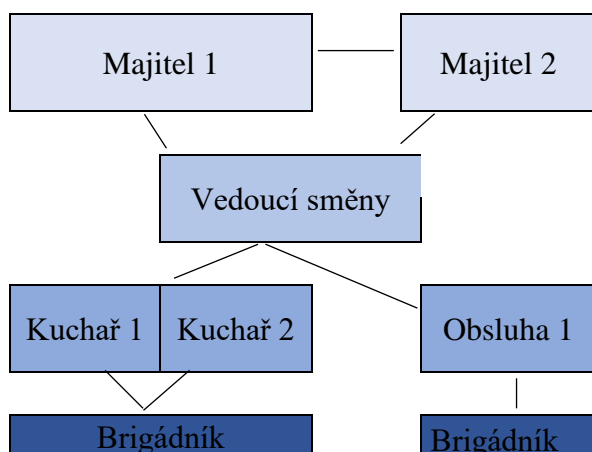 Majitel 1
Majitel 2
Vedoucí směny
Kuchař 1
Kuchař 2
Obsluha 1
Brigádník
Brigádník